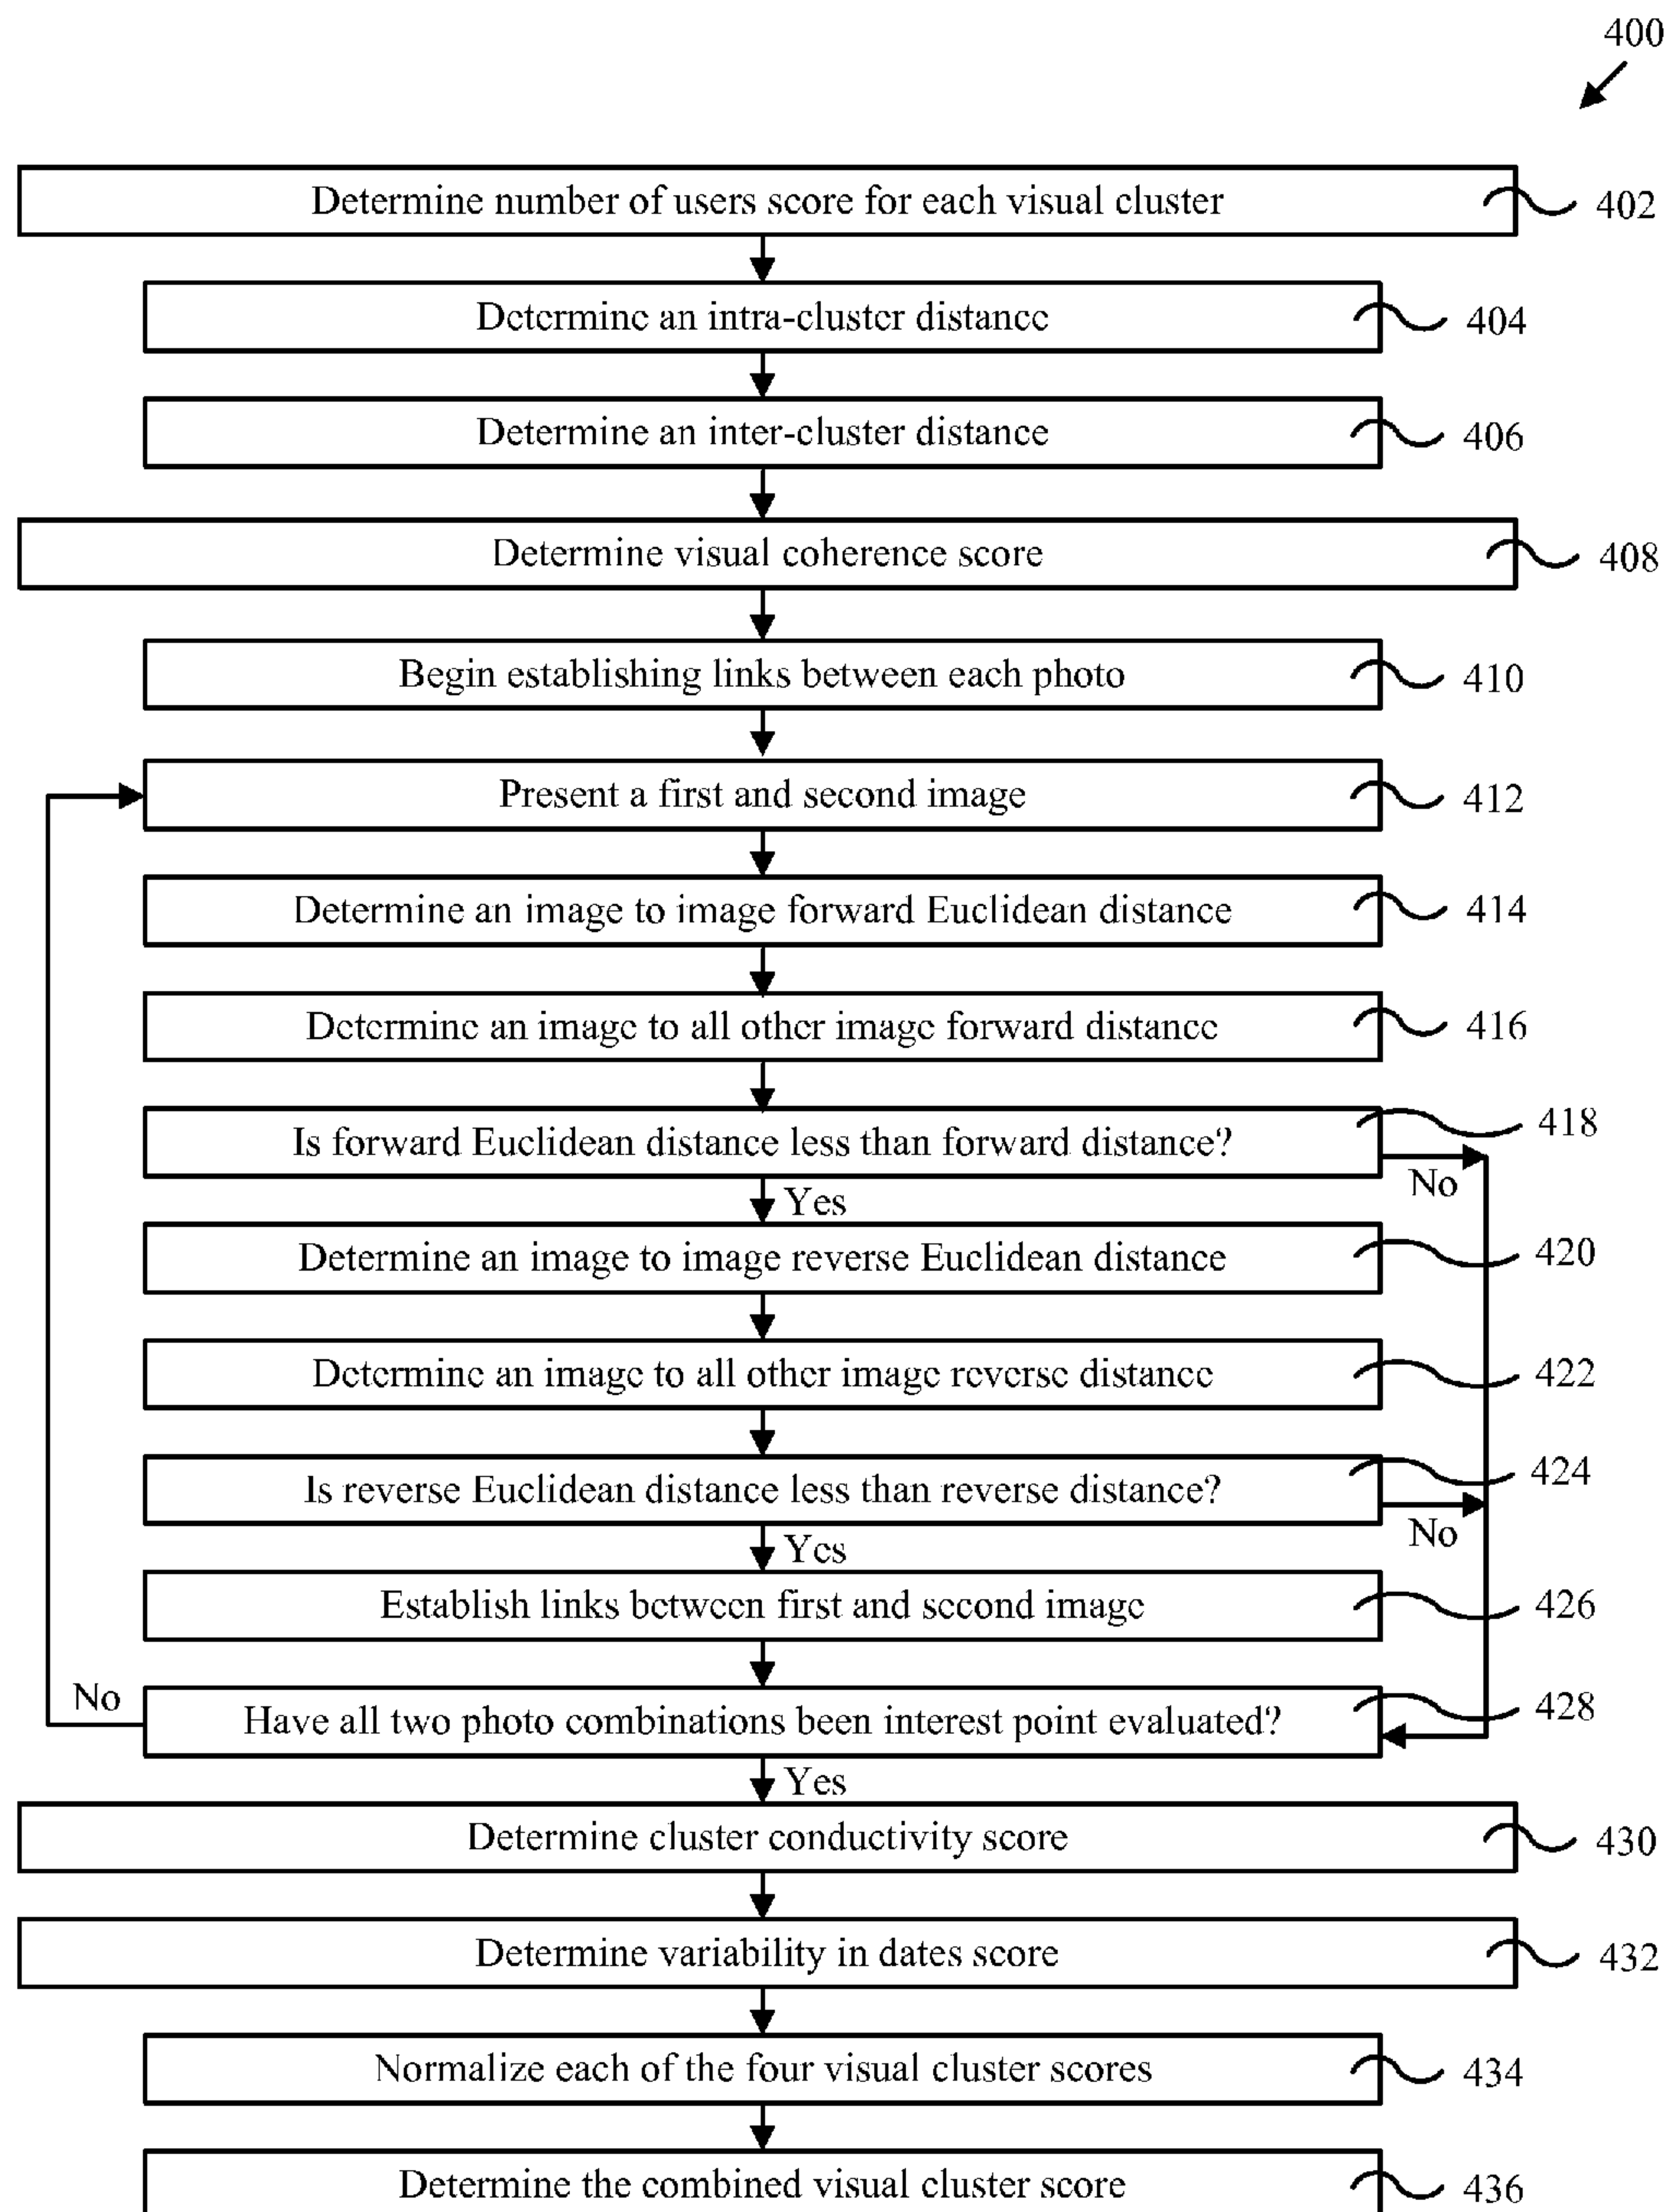 400
Determine number of users score for each visual cluster
402
Determine an intra-cluster distance
404
Determine an inter-cluster distance
406
Determine visual coherence score
408
Begin establishing links between each photo
410
Present a first and second image
412
Determine an image to image forward Euclidean distance
414
Determine an image to all other image forward distance
416
Is forward Euclidean distance less than forward distance?
418
No
Yes
Determine an image to image reverse Euclidean distance
420
Determine an image to all other image reverse distance
422
Is reverse Euclidean distance less than reverse distance?
424
No
Yes
Establish links between first and second image
426
No
Have all two photo combinations been interest point evaluated?
428
Yes
Determine cluster conductivity score
430
Determine variability in dates score
432
Normalize each of the four visual cluster scores
434
Determine the combined visual cluster score
436